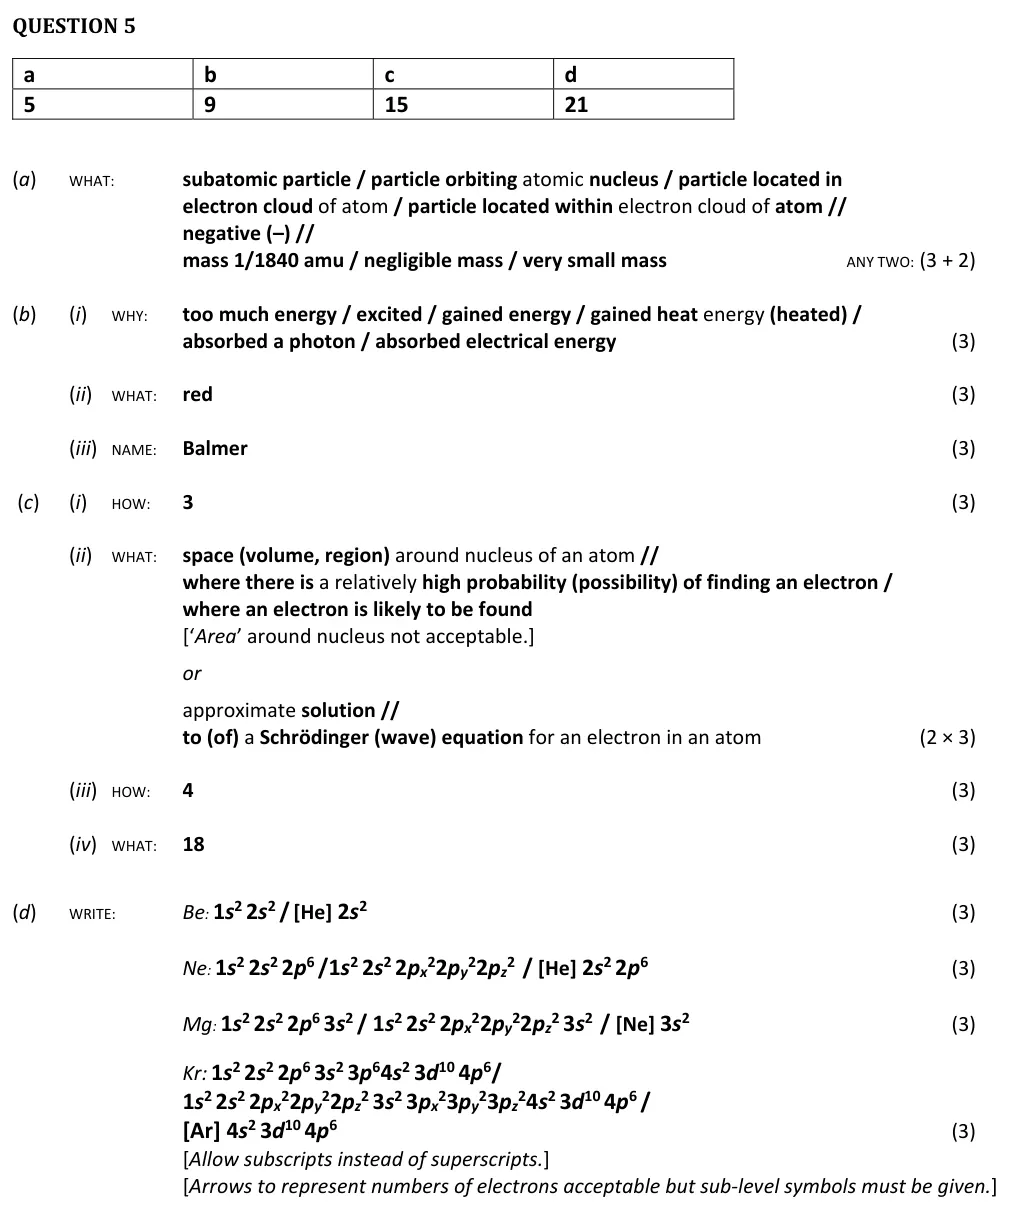 QUESTION 5
a b c d
5 9 15 21
(a) WHAT: subatomic particle / particle orbiting atomic nucleus / particle located in
electron cloud of atom / particle located within electron cloud of atom //
negative (–) //
mass 1/1840 amu / negligible mass / very small mass ANY TWO: (3 + 2)
(b) (i) WHY: too much energy / excited / gained energy / gained heat energy (heated) /
absorbed a photon / absorbed electrical energy (3)
(ii) WHAT: red (3)
(iii) NAME: Balmer (3)
(c) (i) HOW: 3 (3)
(ii) WHAT: space (volume, region) around nucleus of an atom //
where there is a relatively high probability (possibility) of finding an electron /
where an electron is likely to be found
[‘Area’ around nucleus not acceptable.]
or
approximate solution //
to (of) a Schrödinger (wave) equation for an electron in an atom (2 × 3)
(iii) HOW: 4 (3)
(iv) WHAT: 18 (3)
(d) WRITE: Be: 1s² 2s² / [He] 2s² (3)
Ne: 1s² 2s² 2p⁶ /1s² 2s² 2pₓ²2p_y²2p_z² / [He] 2s² 2p⁶ (3)
Mg: 1s² 2s² 2p⁶ 3s² / 1s² 2s² 2pₓ²2p_y²2p_z² 3s² / [Ne] 3s² (3)
Kr: 1s² 2s² 2p⁶ 3s² 3p⁶4s² 3d¹⁰ 4p⁶/
1s² 2s² 2pₓ²2p_y²2p_z² 3s² 3pₓ²3p_y²3p_z²4s² 3d¹⁰ 4p⁶ /
[Ar] 4s² 3d¹⁰ 4p⁶ (3)
[Allow subscripts instead of superscripts.]
[Arrows to represent numbers of electrons acceptable but sub-level symbols must be given.]